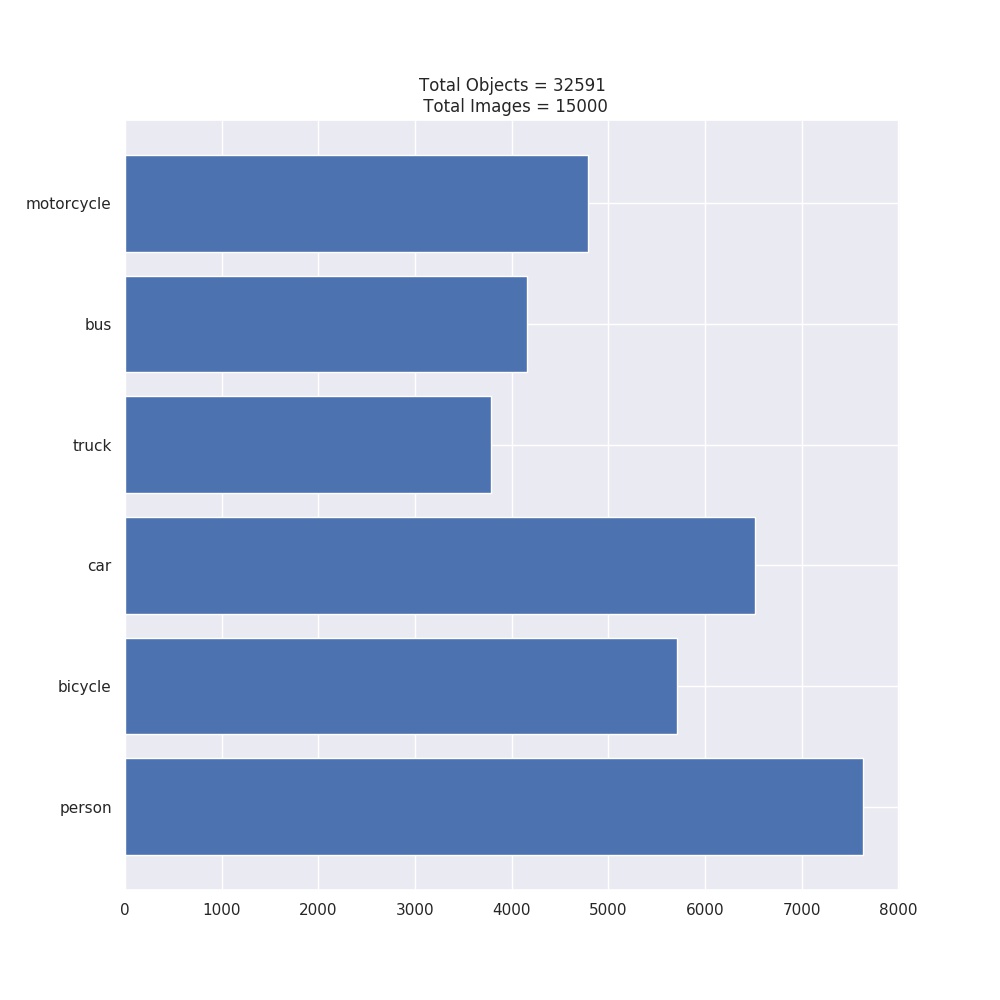 Total Objects = 32591
Total Images = 15000
motorcycle
bus
truck
car
bicycle
person
0 1000 2000 3000 4000 5000 6000 7000 8000